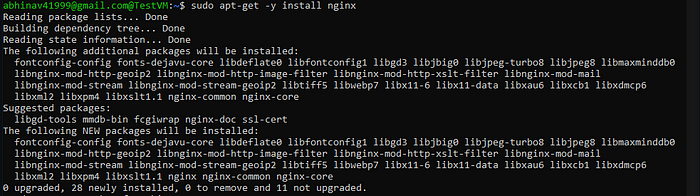 abhinav41999@gmail.com@TestVM:~$ sudo apt-get -y install nginx
Reading package lists... Done
Building dependency tree... Done
Reading state information... Done
The following additional packages will be installed:
  fontconfig-config fonts-dejavu-core libdeflate0 libfontconfig1 libgd3 libjbig0 libjpeg-turbo8 libjpeg8 libmaxminddb0
  libnginx-mod-http-geoip2 libnginx-mod-http-image-filter libnginx-mod-http-xslt-filter libnginx-mod-mail
  libnginx-mod-stream libnginx-mod-stream-geoip2 libtiff5 libwebp7 libx11-6 libx11-data libxau6 libxcb1 libxdmcp6
  libxml2 libxpm4 libxslt1.1 nginx-common nginx-core
Suggested packages:
  libgd-tools mmdb-bin fcgiwrap nginx-doc ssl-cert
The following NEW packages will be installed:
  fontconfig-config fonts-dejavu-core libdeflate0 libfontconfig1 libgd3 libjbig0 libjpeg-turbo8 libjpeg8 libmaxminddb0
  libnginx-mod-http-geoip2 libnginx-mod-http-image-filter libnginx-mod-http-xslt-filter libnginx-mod-mail
  libnginx-mod-stream libnginx-mod-stream-geoip2 libtiff5 libwebp7 libx11-6 libx11-data libxau6 libxcb1 libxdmcp6
  libxml2 libxpm4 libxslt1.1 nginx nginx-common nginx-core
0 upgraded, 28 newly installed, 0 to remove and 11 not upgraded.